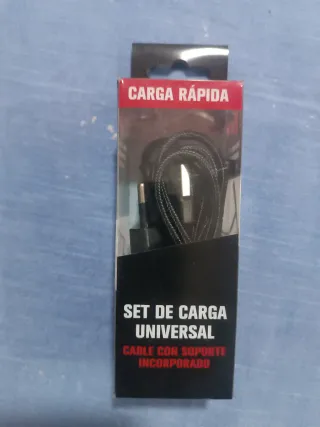 CARGA RÁPIDA
SET DE CARGA
UNIVERSAL
CABLE CON SOPORTE
INCORPORADO